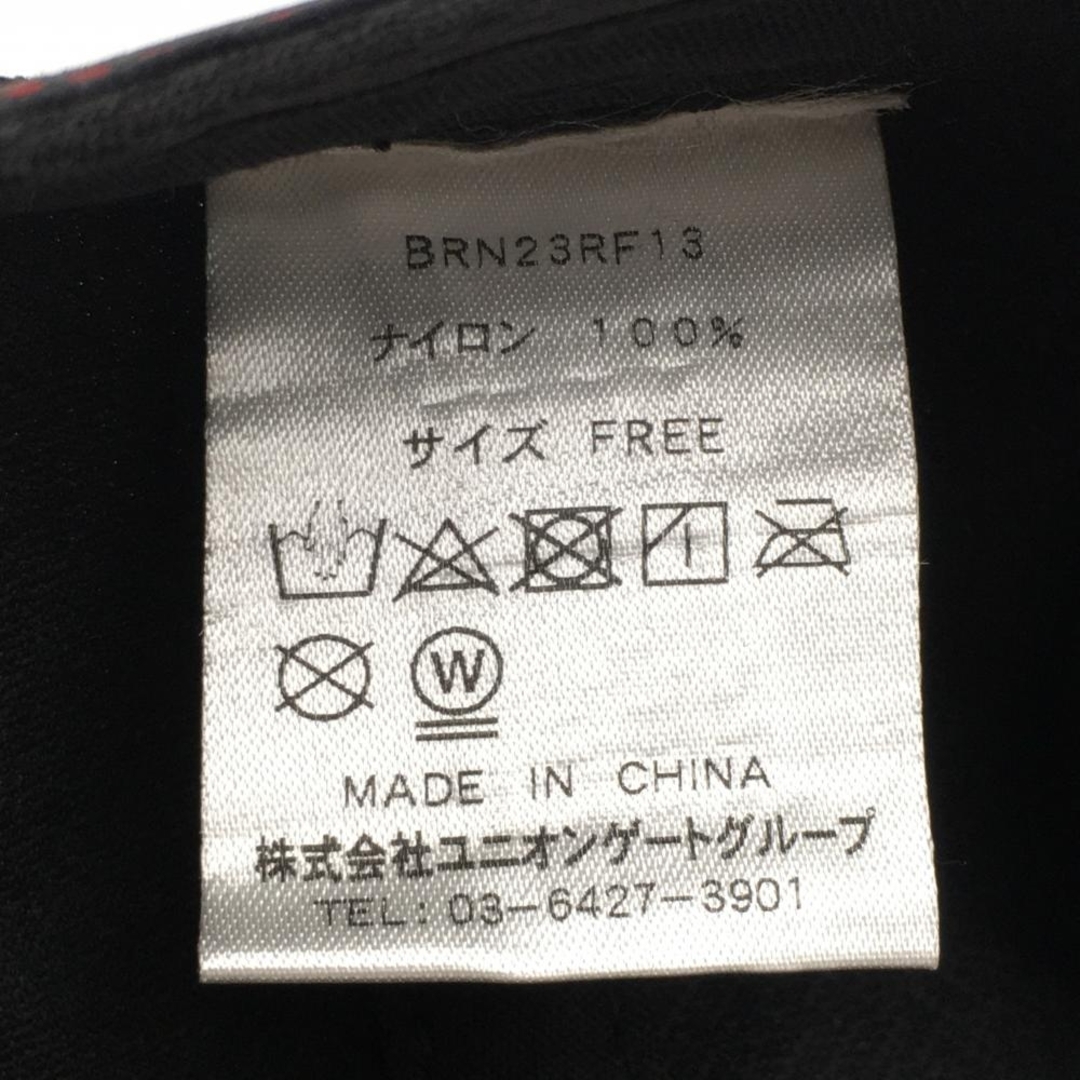 BRN23RF13
ナイロン 100%
サイズ FREE
W
MADE IN CHINA
株式会社ユニオンゲートグループ
TEL: 03-6427-3901